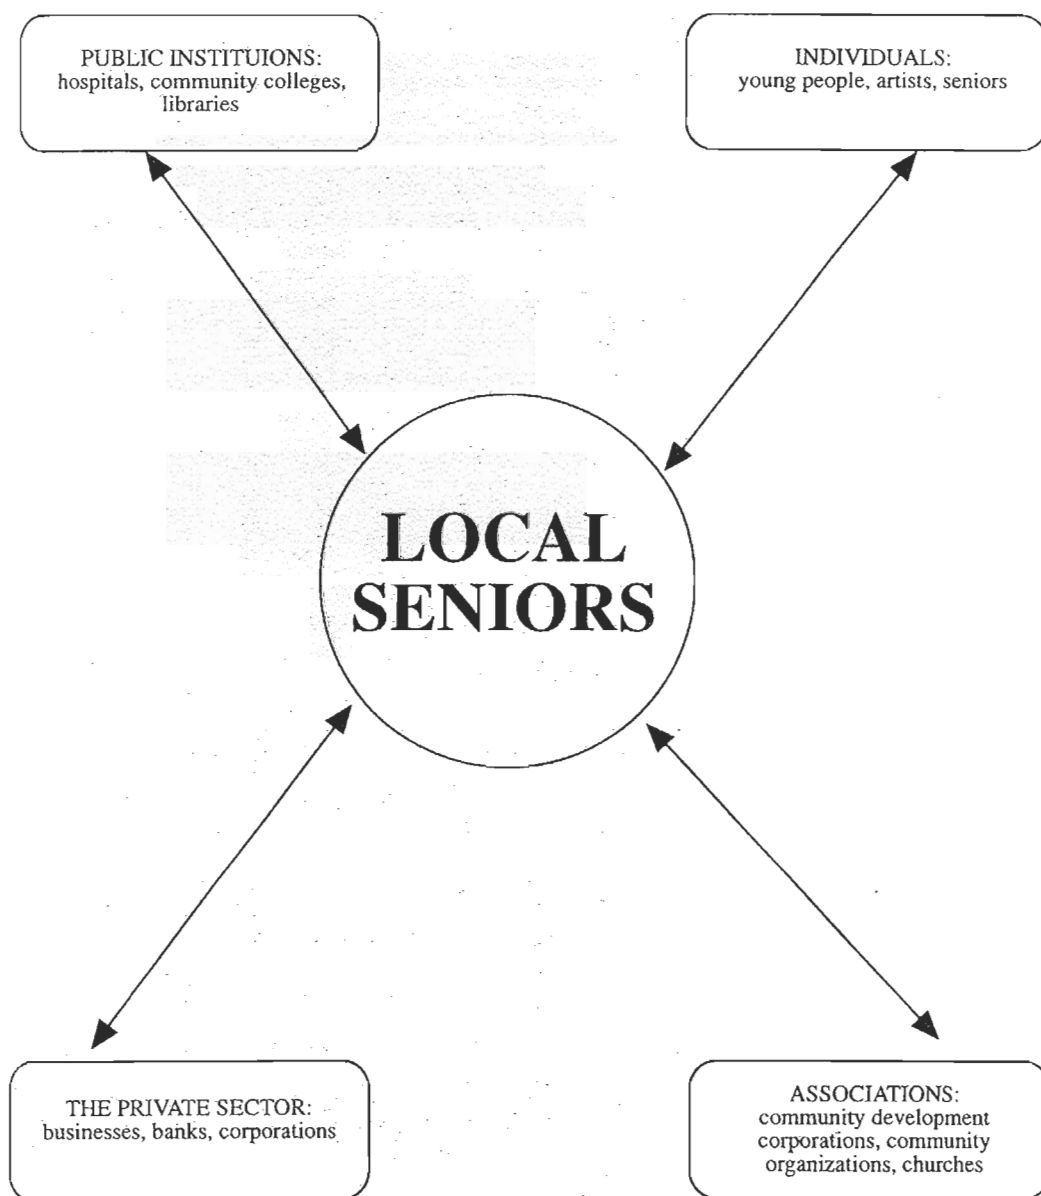 PUBLIC INSTITUIONS:
hospitals, community colleges,
libraries
INDIVIDUALS:
young people, artists, seniors
LOCAL
SENIORS
THE PRIVATE SECTOR:
businesses, banks, corporations
ASSOCIATIONS:
community development
corporations, community
organizations, churches